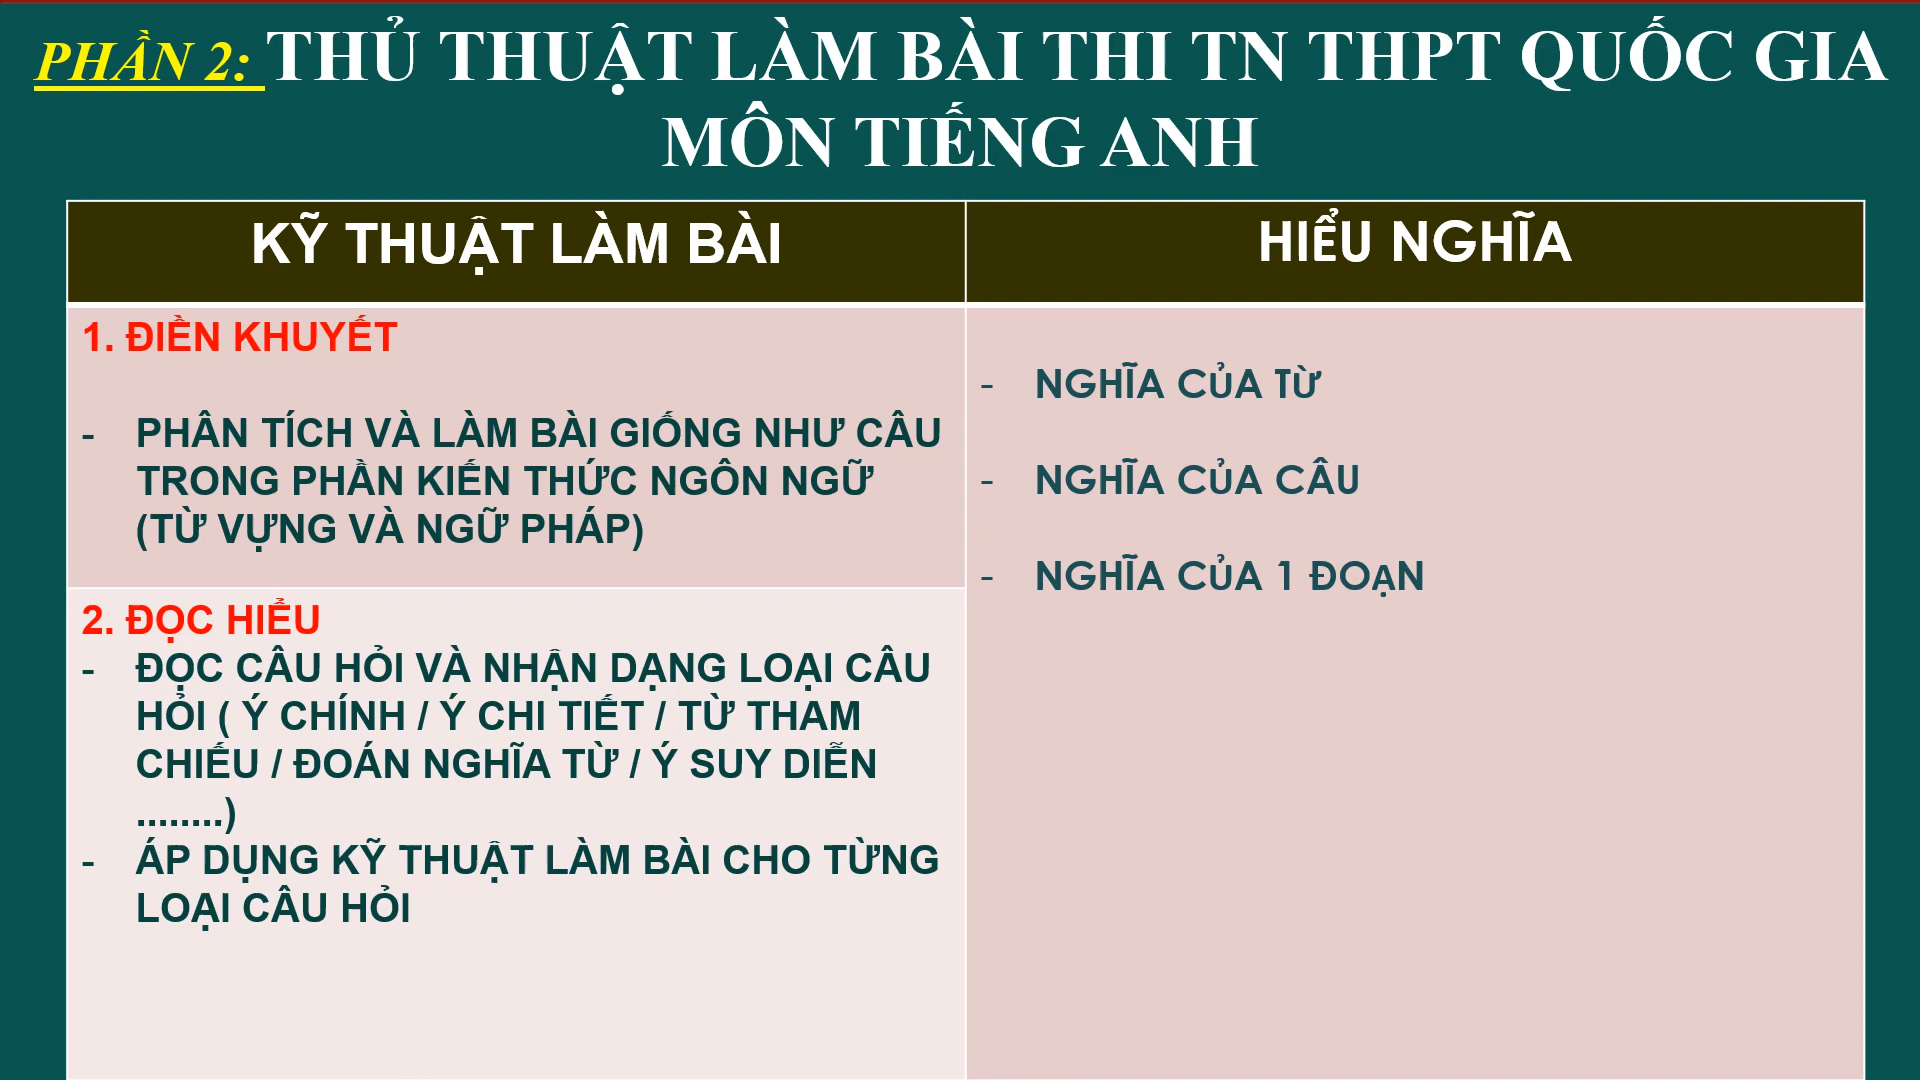 PHẦN 2: THỦ THUẬT LÀM BÀI THI TN THPT QUỐC GIA
MÔN TIẾNG ANH
KỸ THUẬT LÀM BÀI
HIỂU NGHĨA
1. ĐIỀN KHUYẾT
- PHÂN TÍCH VÀ LÀM BÀI GIỐNG NHƯ CÂU
TRONG PHẦN KIẾN THỨC NGÔN NGỮ
(TỪ VỰNG VÀ NGỮ PHÁP)
2. ĐỌC HIỂU
- ĐỌC CÂU HỎI VÀ NHẬN DẠNG LOẠI CÂU
HỎI ( Ý CHÍNH / Ý CHI TIẾT / TỪ THAM
CHIẾU / ĐOÁN NGHĨA TỪ / Ý SUY DIỄN
........)
- ÁP DỤNG KỸ THUẬT LÀM BÀI CHO TỪNG
LOẠI CÂU HỎI
- NGHĨA CỦA TỪ
- NGHĨA CỦA CÂU
- NGHĨA CỦA 1 ĐOẠN